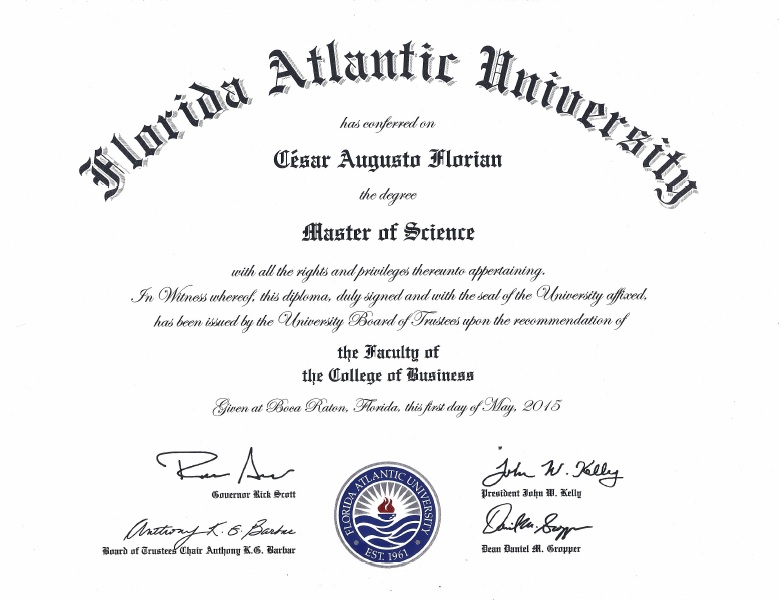 Florida Atlantic University
has conferred on
César Augusto Florian
the degree
Master of Science
with all the rights and privileges thereunto appertaining.
In Witness whereof, this diploma, duly signed and with the seal of the University affixed,
has been issued by the University Board of Trustees upon the recommendation of
the Faculty of
the College of Business
Given at Boca Raton, Florida, this first day of May, 2015
Governor Rick Scott
Anthony K. G. Barbar
Board of Trustees Chair Anthony K.G. Barbar
FLORIDA ATLANTIC UNIVERSITY
EST. 1961
John W. Kelly
President John W. Kelly
Dean Daniel M. Gropper